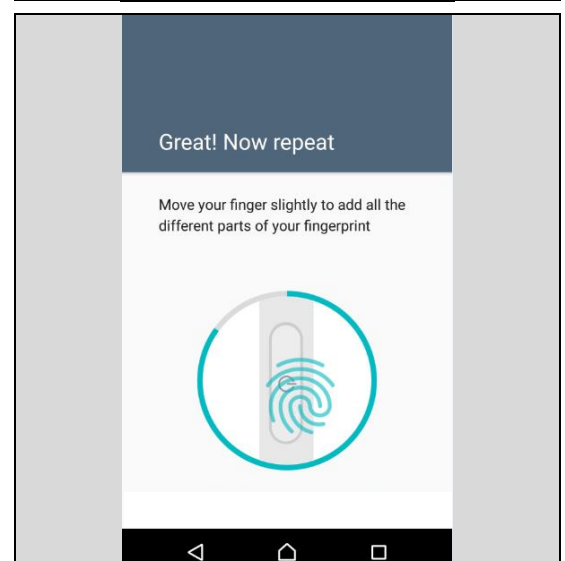 Great! Now repeat
Move your finger slightly to add all the
different parts of your fingerprint